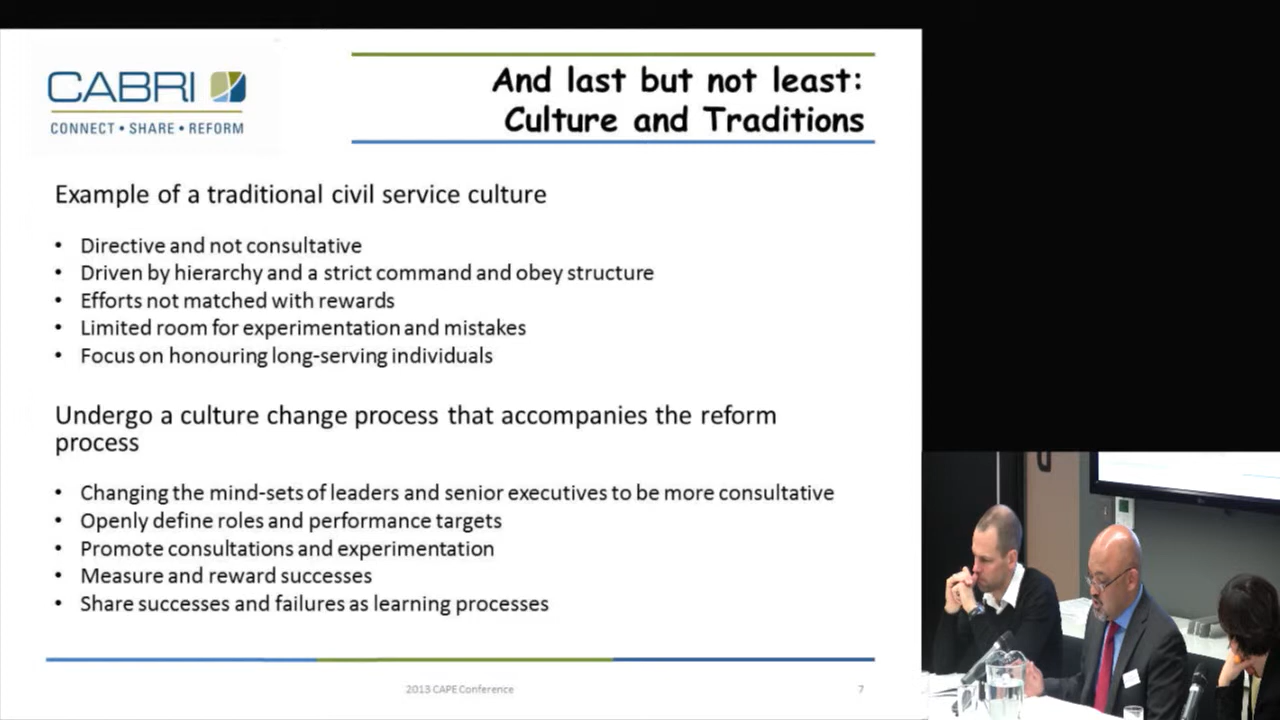 CABRI
CONNECT • SHARE • REFORM
And last but not least:
Culture and Traditions
Example of a traditional civil service culture
• Directive and not consultative
• Driven by hierarchy and a strict command and obey structure
• Efforts not matched with rewards
• Limited room for experimentation and mistakes
• Focus on honouring long-serving individuals
Undergo a culture change process that accompanies the reform
process
• Changing the mind-sets of leaders and senior executives to be more consultative
• Openly define roles and performance targets
• Promote consultations and experimentation
• Measure and reward successes
• Share successes and failures as learning processes
2013 CAPE Conference
7